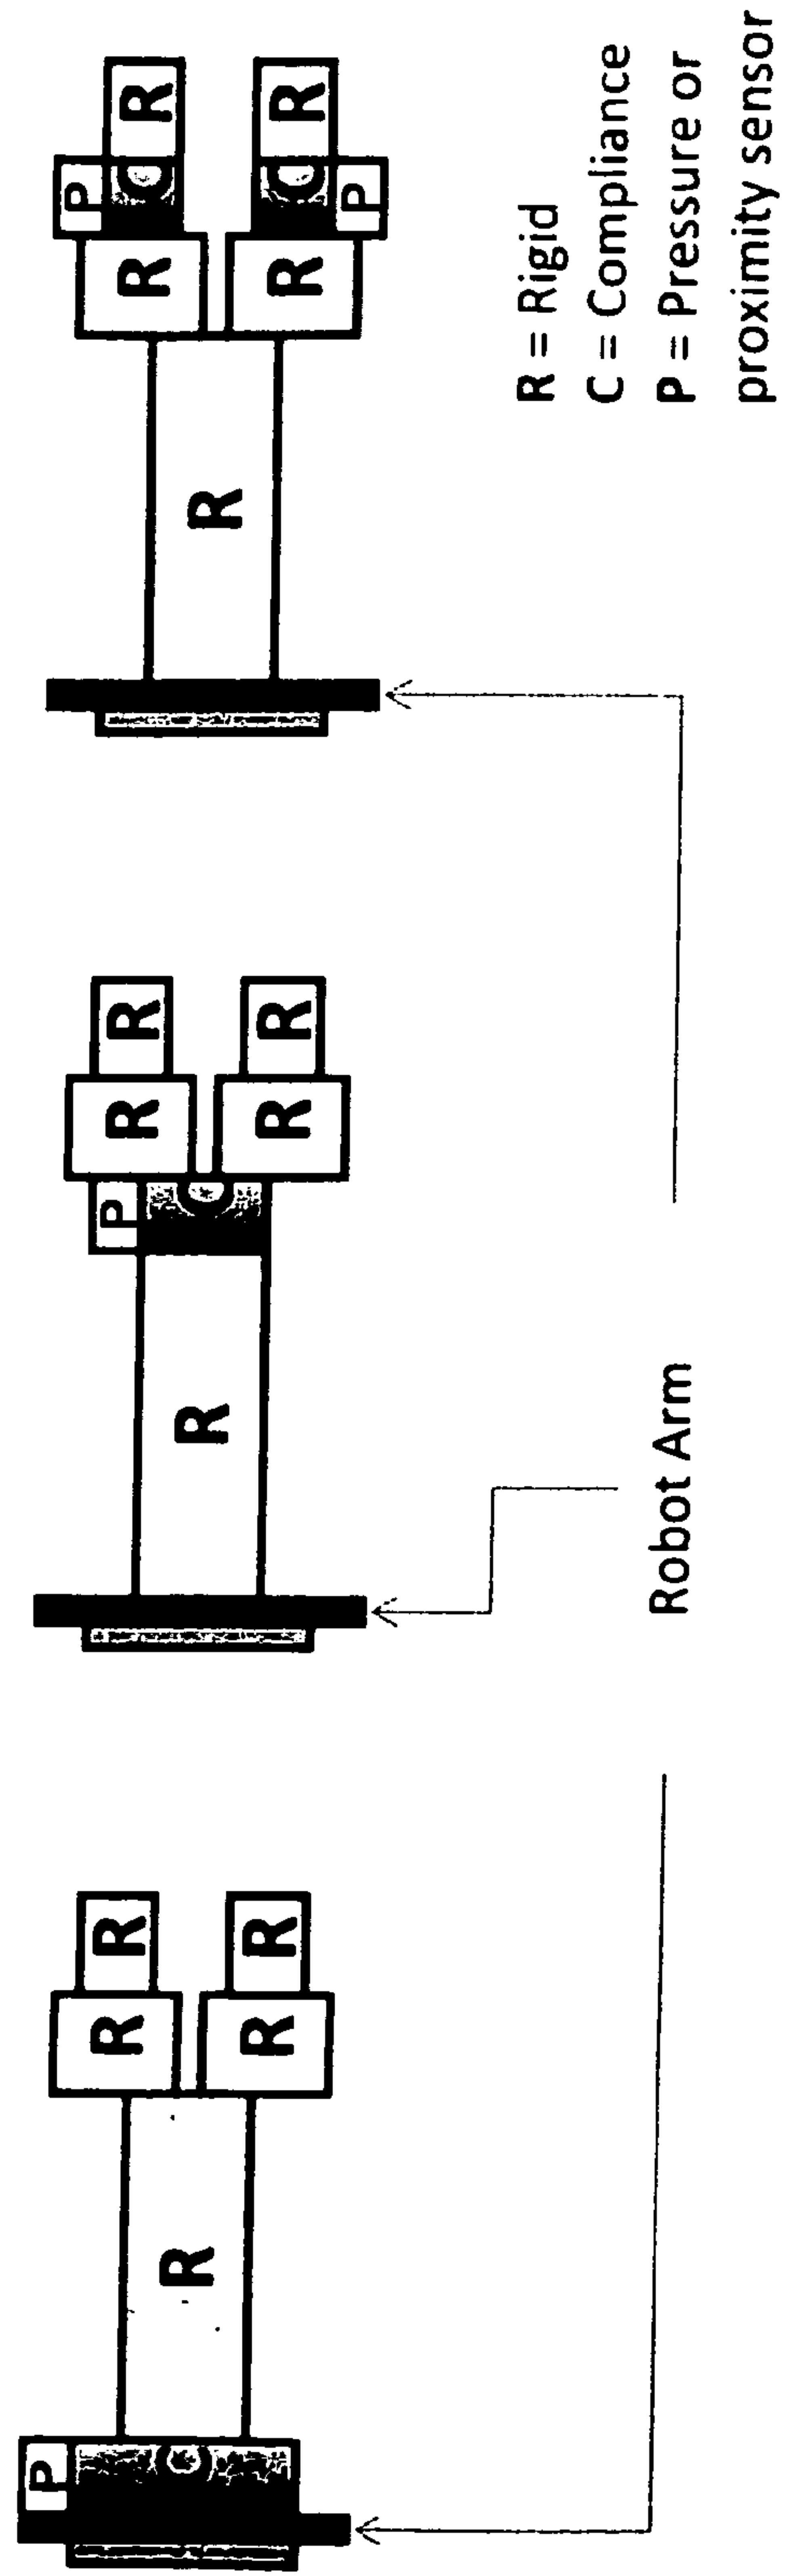 P
R R
R
R R
P
R R
R
R R
P
R R
R
R R
P
R = Rigid
C = Compliance
P = Pressure or
proximity sensor
Robot Arm